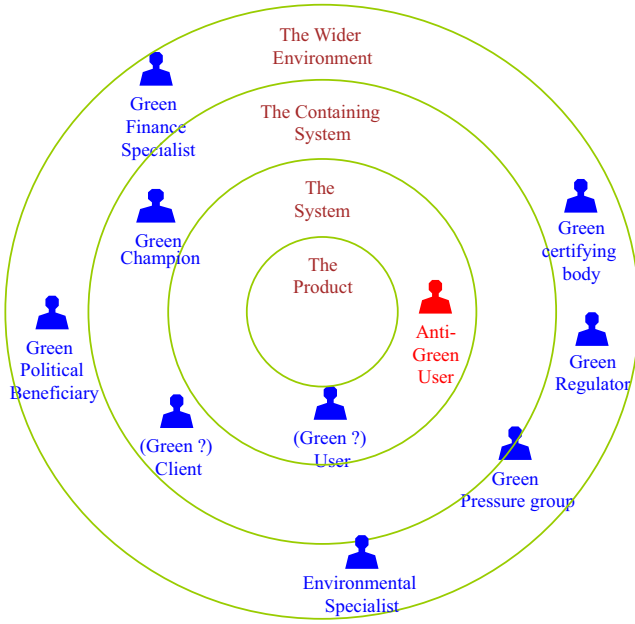 The Wider
Environment
Green
Finance
Specialist
The Containing
System
The
System
Green
Champion
Green
certifying
body
The
Product
Anti-
Green
User
Green
Political
Beneficiary
Green
Regulator
(Green ?)
Client
(Green ?)
User
Green
Pressure group
Environmental
Specialist